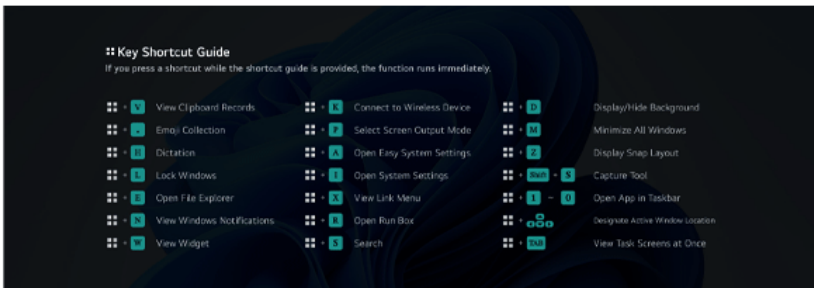 Key Shortcut Guide
If you press a shortcut while the shortcut guide is provided, the function runs immediately.
+ V View Clipboard Records
+ K Connect to Wireless Device
+ D Display/Hide Background
+ . Emoji Collection
+ P Select Screen Output Mode
+ M Minimize All Windows
+ H Dictation
+ A Open Easy System Settings
+ Z Display Snap Layout
+ L Lock Windows
+ I Open System Settings
+ Shift + S Capture Tool
+ E Open File Explorer
+ X View Link Menu
+ 1 ~ 0 Open App in Taskbar
+ N View Windows Notifications
+ R Open Run Box
+ Designate Active Window Location
+ W View Widget
+ S Search
+ TAB View Task Screens at Once